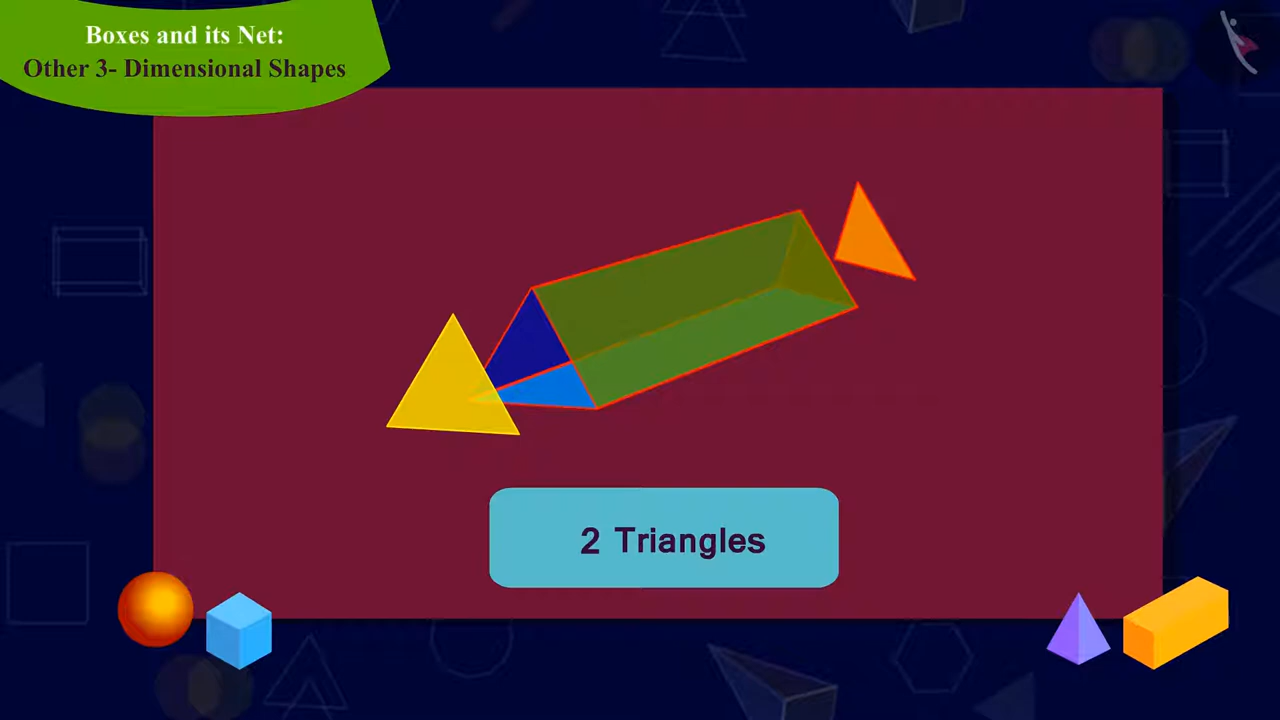 Boxes and its Net:
Other 3- Dimensional Shapes
2 Triangles